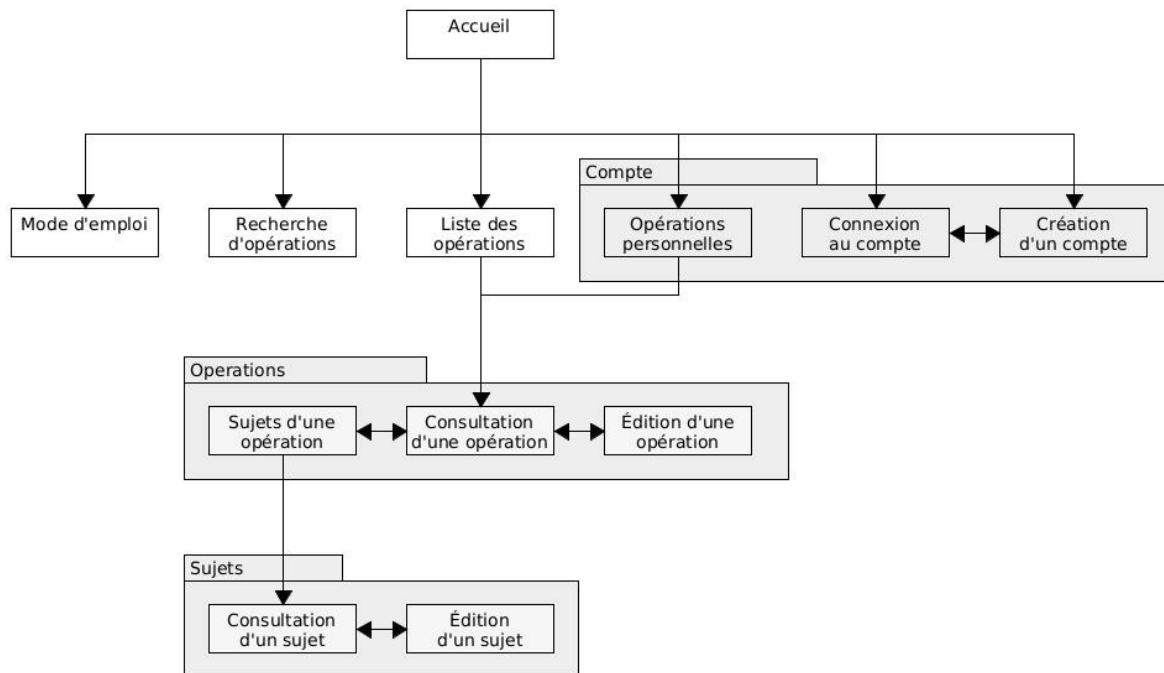 Accueil
Compte
Mode d'emploi
Recherche
d'opérations
Liste des
opérations
Opérations
personnelles
Connexion
au compte
Création
d'un compte
Operations
Sujets d'une
opération
Consultation
d'une opération
Édition d'une
opération
Sujets
Consultation
d'un sujet
Édition
d'un sujet